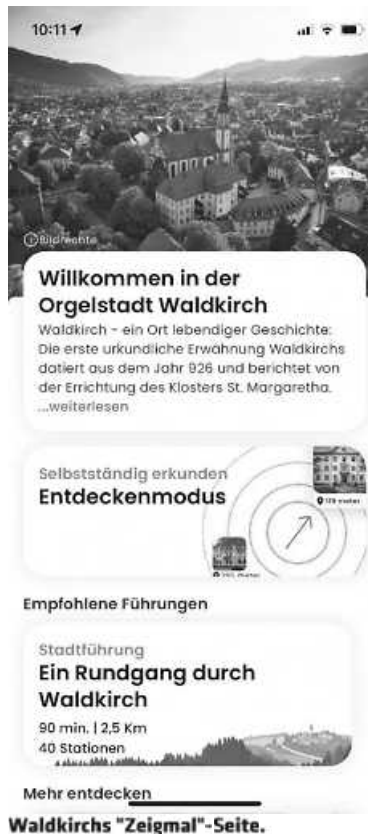 10:11
Bildrechte
Willkommen in der
Orgelstadt Waldkirch
Waldkirch - ein Ort lebendiger Geschichte:
Die erste urkundliche Erwähnung Waldkirchs
datiert aus dem Jahr 926 und berichtet von
der Errichtung des Klosters St. Margaretha.
...weiterlesen
Selbstständig erkunden
Entdeckenmodus
meter
Empfohlene Führungen
Stadtführung
Ein Rundgang durch
Waldkirch
90 min. | 2,5 Km
40 Stationen
Mehr entdecken
Waldkirchs "Zeigmal"-Seite.